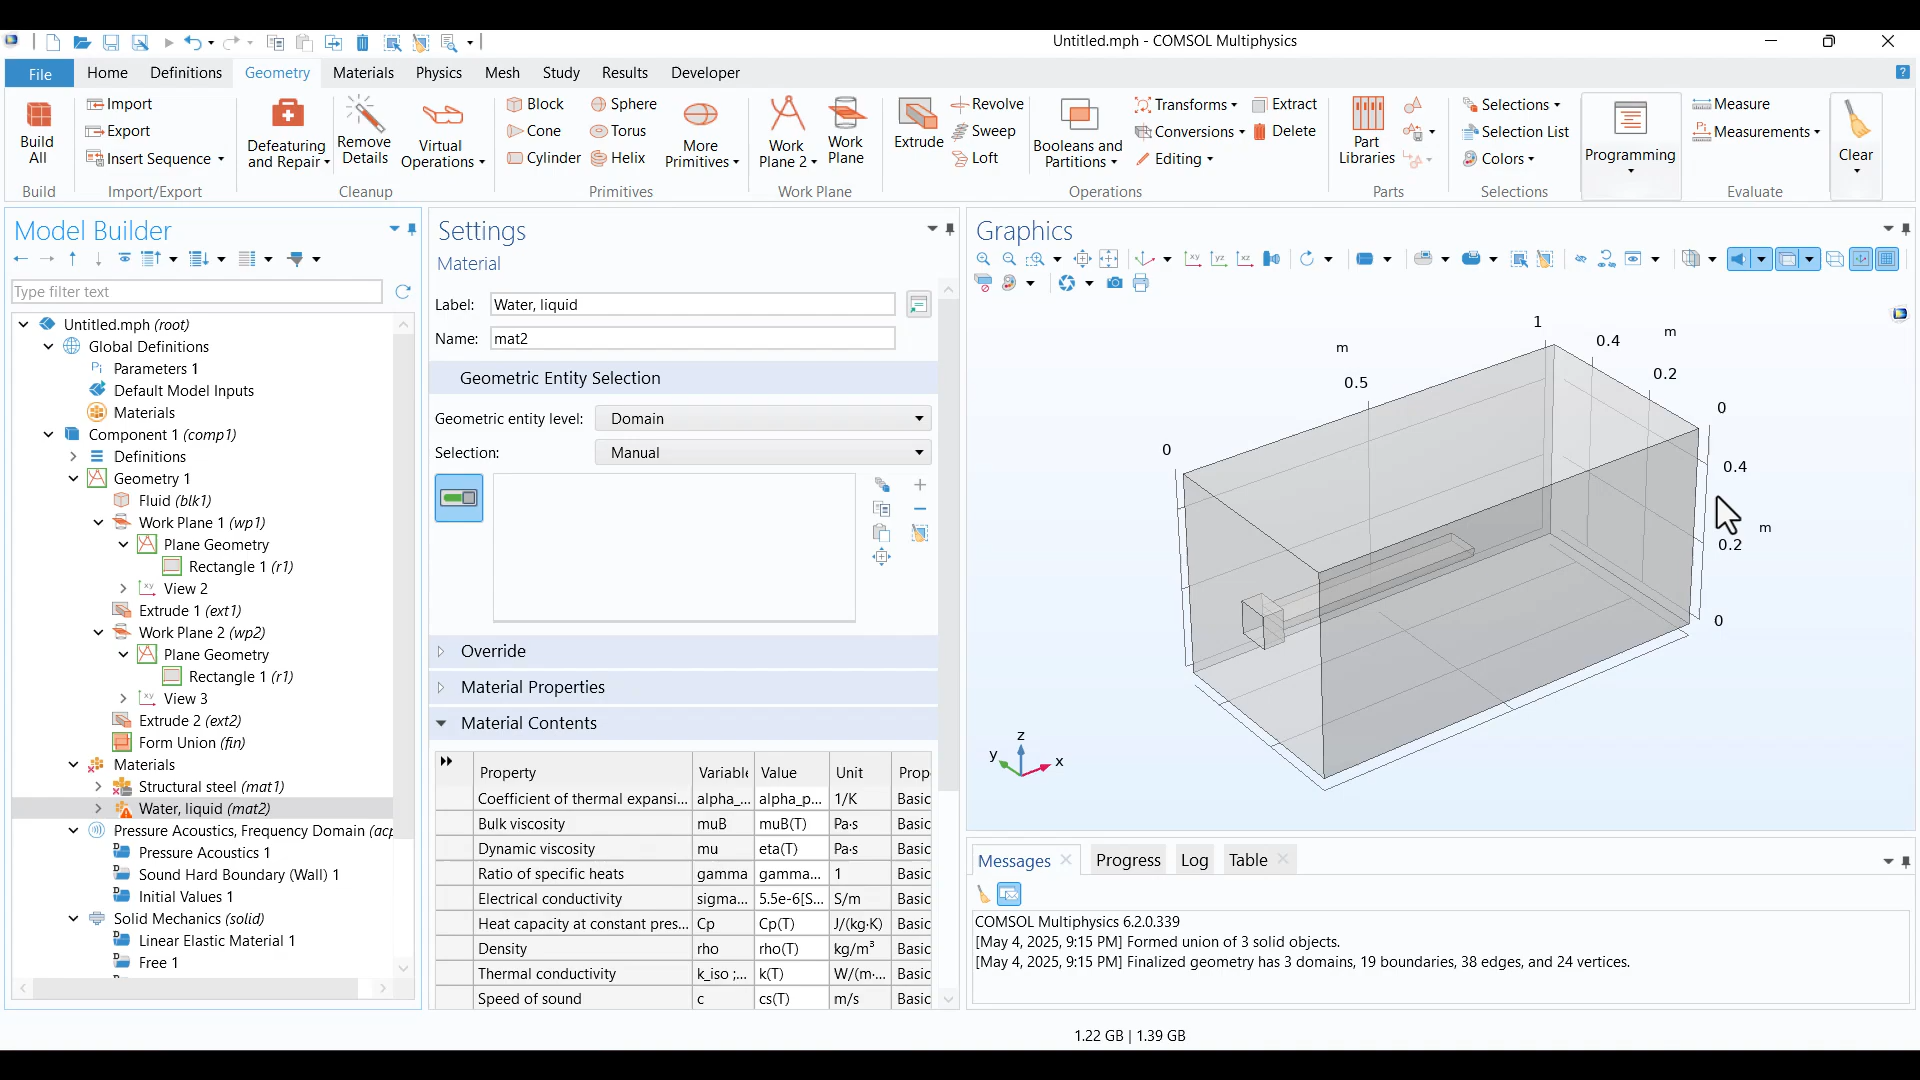 Untitled.mph - COMSOL Multiphysics
File
Home
Definitions
Geometry
Materials
Physics
Mesh
Study
Results
Developer
Build All
Build
Import
Export
Insert Sequence
Import/Export
Defeaturing and Repair
Remove Details
Virtual Operations
Cleanup
Block
Cone
Cylinder
Sphere
Torus
Helix
More Primitives
Primitives
Work Plane 2
Work Plane
Work Plane
Extrude
Revolve
Sweep
Loft
Booleans and Partitions
Transforms
Conversions
Editing
Extract
Delete
Operations
Part Libraries
Parts
Selections
Selection List
Colors
Selections
Programming
Measure
Measurements
Evaluate
Clear
Model Builder
Type filter text
Untitled.mph (root)
Global Definitions
Pi Parameters 1
Default Model Inputs
Materials
Component 1 (comp1)
Definitions
Geometry 1
Fluid (blk1)
Work Plane 1 (wp1)
Plane Geometry
Rectangle 1 (r1)
View 2
Extrude 1 (ext1)
Work Plane 2 (wp2)
Plane Geometry
Rectangle 1 (r1)
View 3
Extrude 2 (ext2)
Form Union (fin)
Materials
Structural steel (mat1)
Water, liquid (mat2)
Pressure Acoustics, Frequency Domain (acp
Pressure Acoustics 1
Sound Hard Boundary (Wall) 1
Initial Values 1
Solid Mechanics (solid)
Linear Elastic Material 1
Free 1
Settings
Material
Label: Water, liquid
Name: mat2
Geometric Entity Selection
Geometric entity level: Domain
Selection: Manual
Override
Material Properties
Material Contents
Property Variable Value Unit Prop
Coefficient of thermal expansi... alpha_... alpha_p... 1/K Basic
Bulk viscosity muB muB(T) Pa·s Basic
Dynamic viscosity mu eta(T) Pa·s Basic
Ratio of specific heats gamma gamma... 1 Basic
Electrical conductivity sigma... 5.5e-6[S... S/m Basic
Heat capacity at constant pres... Cp Cp(T) J/(kg·K) Basic
Density rho rho(T) kg/m³ Basic
Thermal conductivity k_iso ;... k(T) W/(m·... Basic
Speed of sound c cs(T) m/s Basic
Graphics
xy
yz
xz
1
m
0.4
m
0.5
0.2
0
0
0.4
m
0.2
0
z
y
x
Messages
Progress
Log
Table
COMSOL Multiphysics 6.2.0.339
[May 4, 2025, 9:15 PM] Formed union of 3 solid objects.
[May 4, 2025, 9:15 PM] Finalized geometry has 3 domains, 19 boundaries, 38 edges, and 24 vertices.
1.22 GB | 1.39 GB